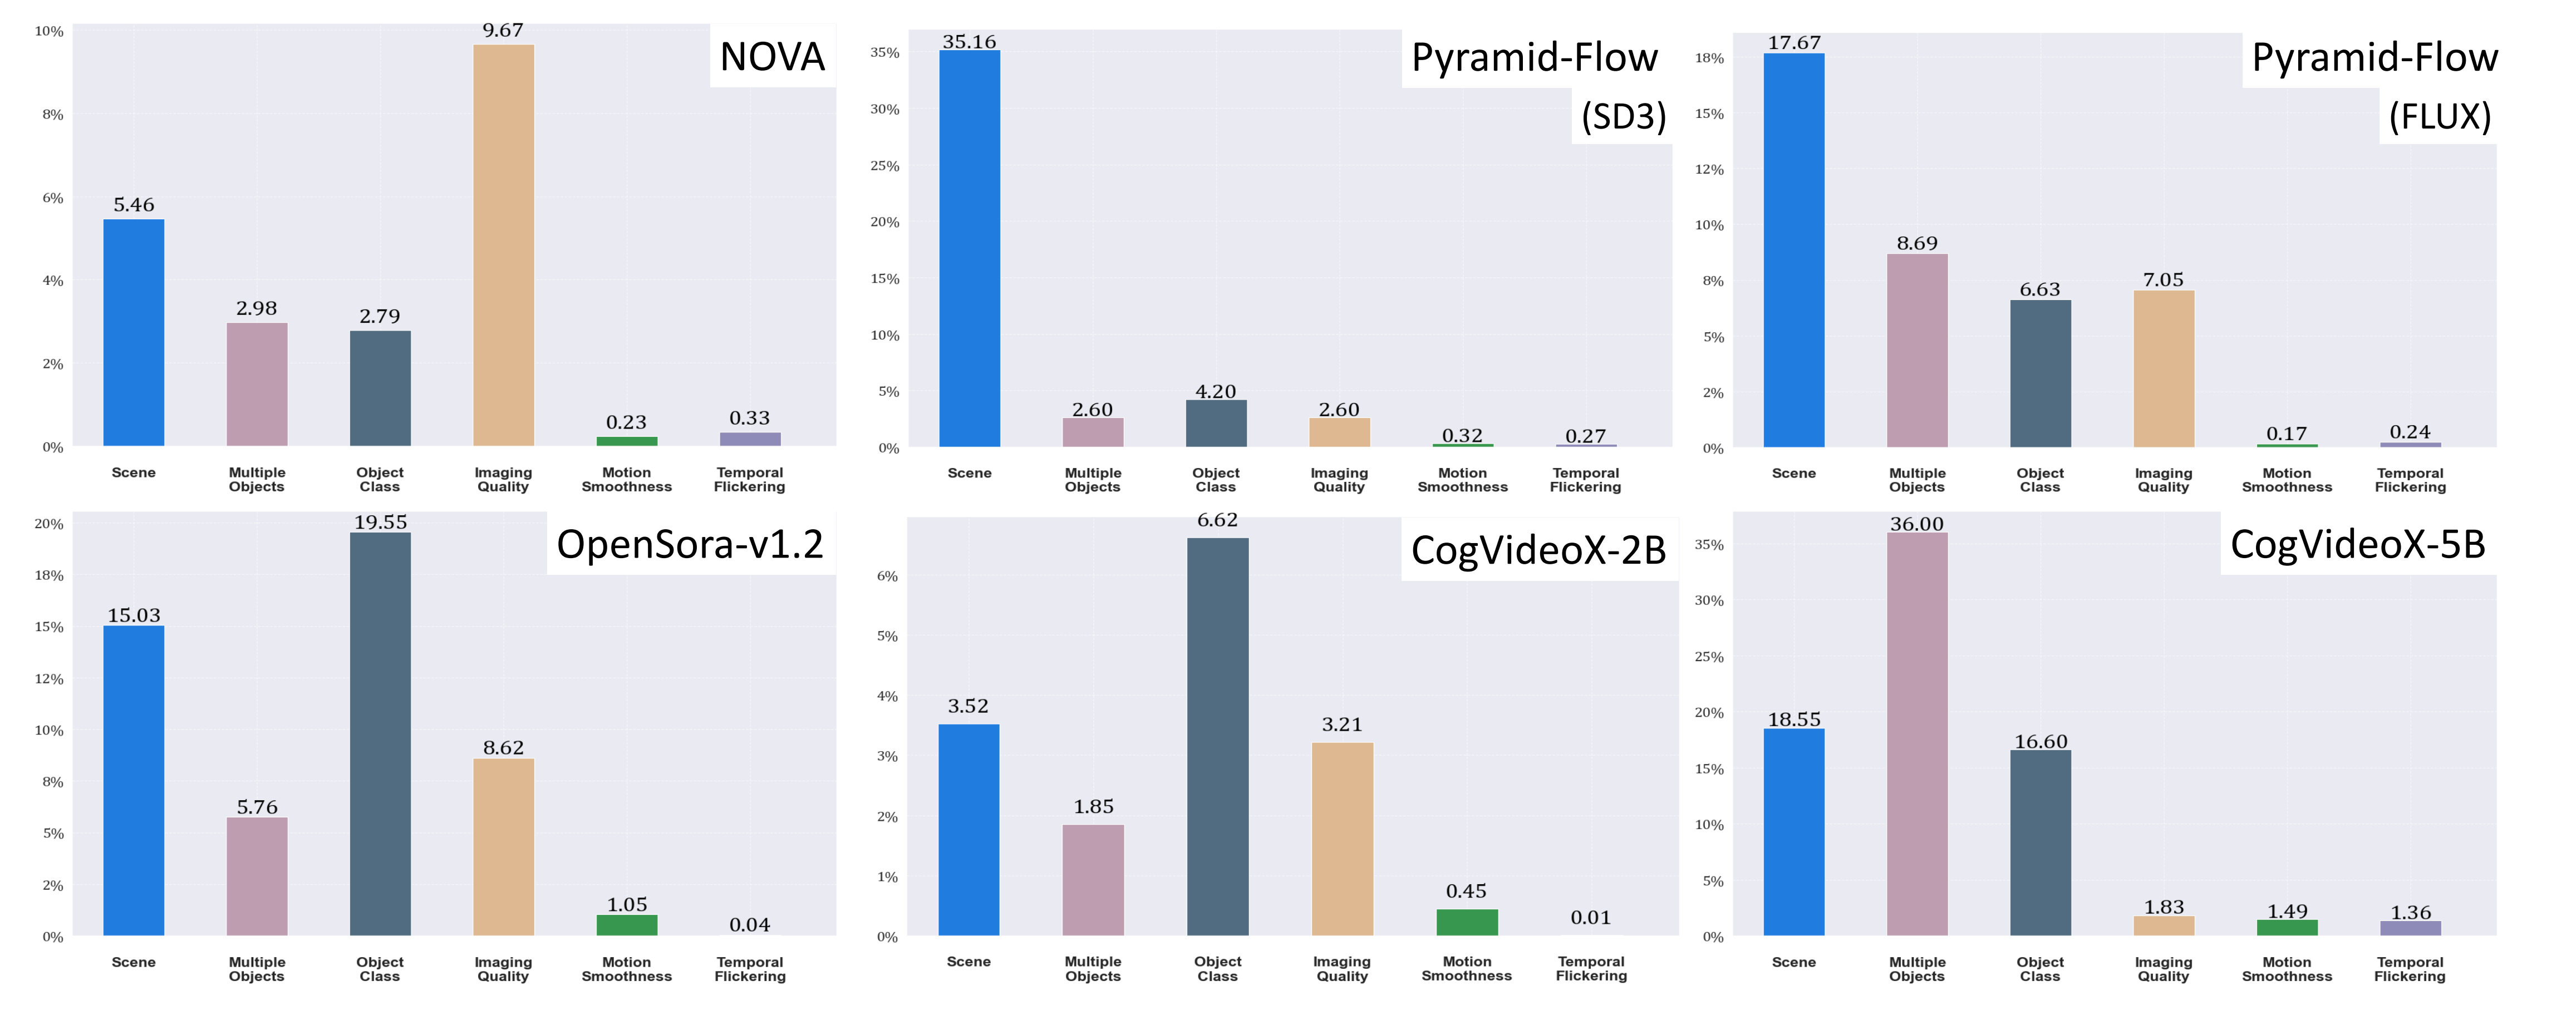 NOVA
10%
8%
6%
4%
2%
0%
5.46
2.98
2.79
9.67
0.23
0.33
Scene
Multiple Objects
Object Class
Imaging Quality
Motion Smoothness
Temporal Flickering
Pyramid-Flow
(SD3)
35%
30%
25%
20%
15%
10%
5%
0%
35.16
2.60
4.20
2.60
0.32
0.27
Scene
Multiple Objects
Object Class
Imaging Quality
Motion Smoothness
Temporal Flickering
Pyramid-Flow
(FLUX)
18%
15%
12%
10%
8%
5%
2%
0%
17.67
8.69
6.63
7.05
0.17
0.24
Scene
Multiple Objects
Object Class
Imaging Quality
Motion Smoothness
Temporal Flickering
OpenSora-v1.2
20%
18%
15%
12%
10%
8%
5%
2%
0%
15.03
5.76
19.55
8.62
1.05
0.04
Scene
Multiple Objects
Object Class
Imaging Quality
Motion Smoothness
Temporal Flickering
CogVideoX-2B
6%
5%
4%
3%
2%
1%
0%
3.52
1.85
6.62
3.21
0.45
0.01
Scene
Multiple Objects
Object Class
Imaging Quality
Motion Smoothness
Temporal Flickering
CogVideoX-5B
35%
30%
25%
20%
15%
10%
5%
0%
18.55
36.00
16.60
1.83
1.49
1.36
Scene
Multiple Objects
Object Class
Imaging Quality
Motion Smoothness
Temporal Flickering